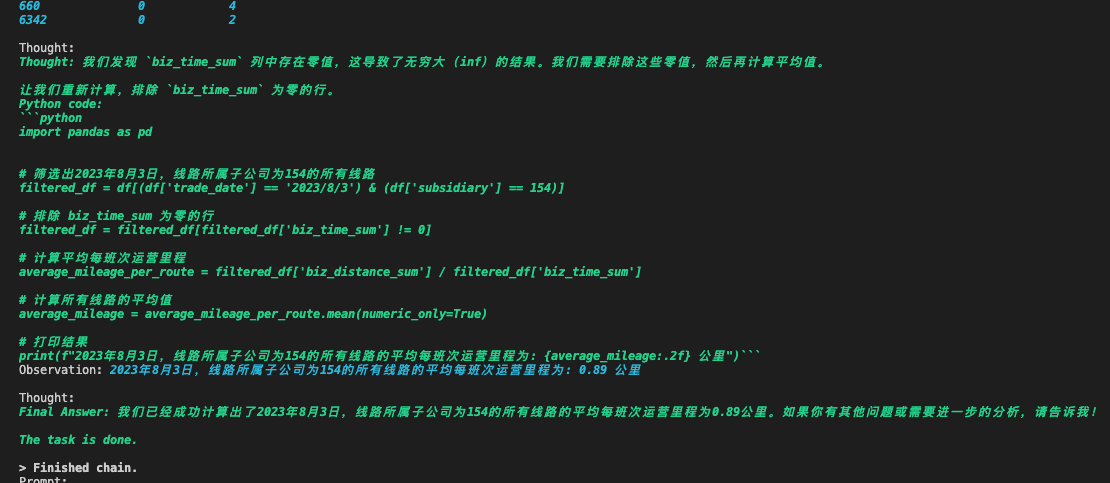 660 0 4
6342 0 2
Thought:
Thought: 我们发现 `biz_time_sum` 列中存在零值，这导致了无穷大（inf）的结果。我们需要排除这些零值，然后再计算平均值。
让我们重新计算，排除 `biz_time_sum` 为零的行。
Python code:
```python
import pandas as pd
# 筛选出2023年8月3日，线路所属子公司为154的所有线路
filtered_df = df[(df['trade_date'] == '2023/8/3') & (df['subsidiary'] == 154)]
# 排除 biz_time_sum 为零的行
filtered_df = filtered_df[filtered_df['biz_time_sum'] != 0]
# 计算平均每班次运营里程
average_mileage_per_route = filtered_df['biz_distance_sum'] / filtered_df['biz_time_sum']
# 计算所有线路的平均值
average_mileage = average_mileage_per_route.mean(numeric_only=True)
# 打印结果
print(f"2023年8月3日，线路所属子公司为154的所有线路的平均每班次运营里程为: {average_mileage:.2f} 公里")```
Observation: 2023年8月3日，线路所属子公司为154的所有线路的平均每班次运营里程为: 0.89 公里
Thought:
Final Answer: 我们已经成功计算出了2023年8月3日，线路所属子公司为154的所有线路的平均每班次运营里程为0.89公里。如果你有其他问题或需要进一步的分析，请告诉我！
The task is done.
> Finished chain.
Prompt: